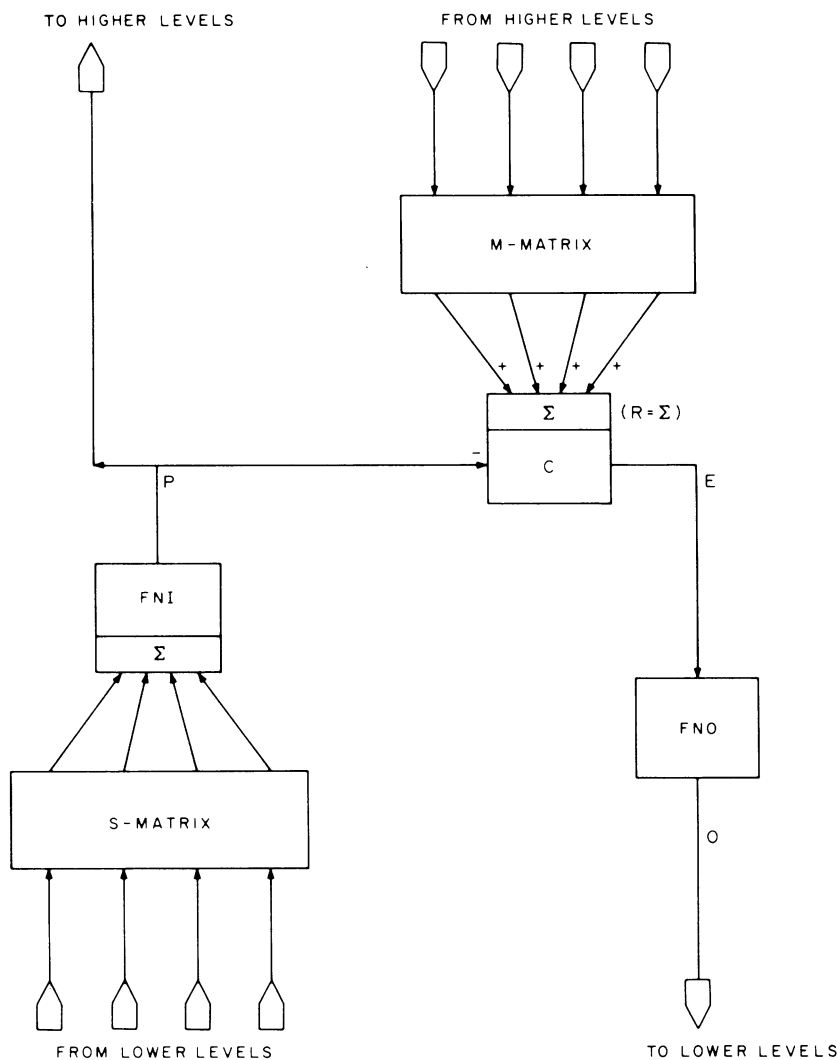 TO HIGHER LEVELS
FROM HIGHER LEVELS
M-MATRIX
+ + + +
Σ
(R=Σ)
-
C
P
E
FNI
Σ
FNO
S-MATRIX
O
FROM LOWER LEVELS
TO LOWER LEVELS